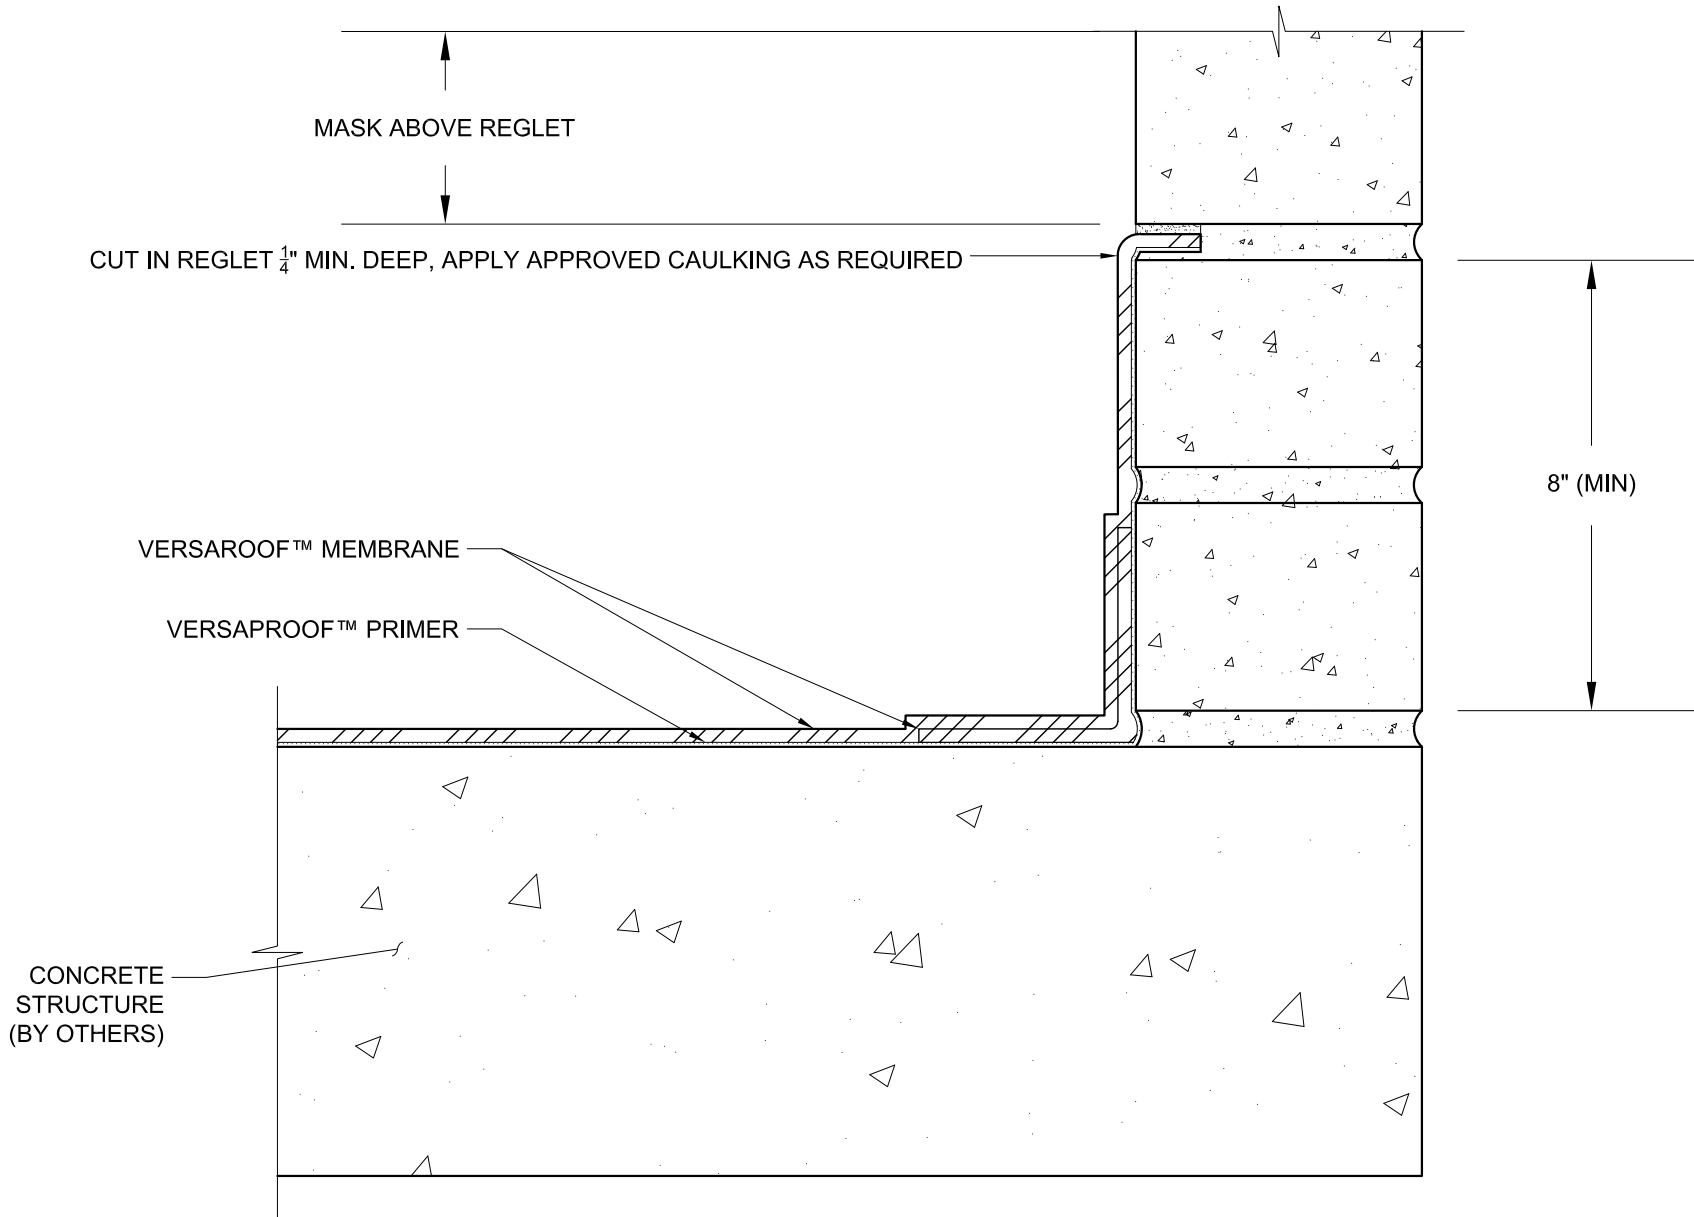 MASK ABOVE REGLET
CUT IN REGLET 1/4" MIN. DEEP, APPLY APPROVED CAULKING AS REQUIRED
8" (MIN)
VERSAROOF™ MEMBRANE
VERSAPROOF™ PRIMER
CONCRETE
STRUCTURE
(BY OTHERS)